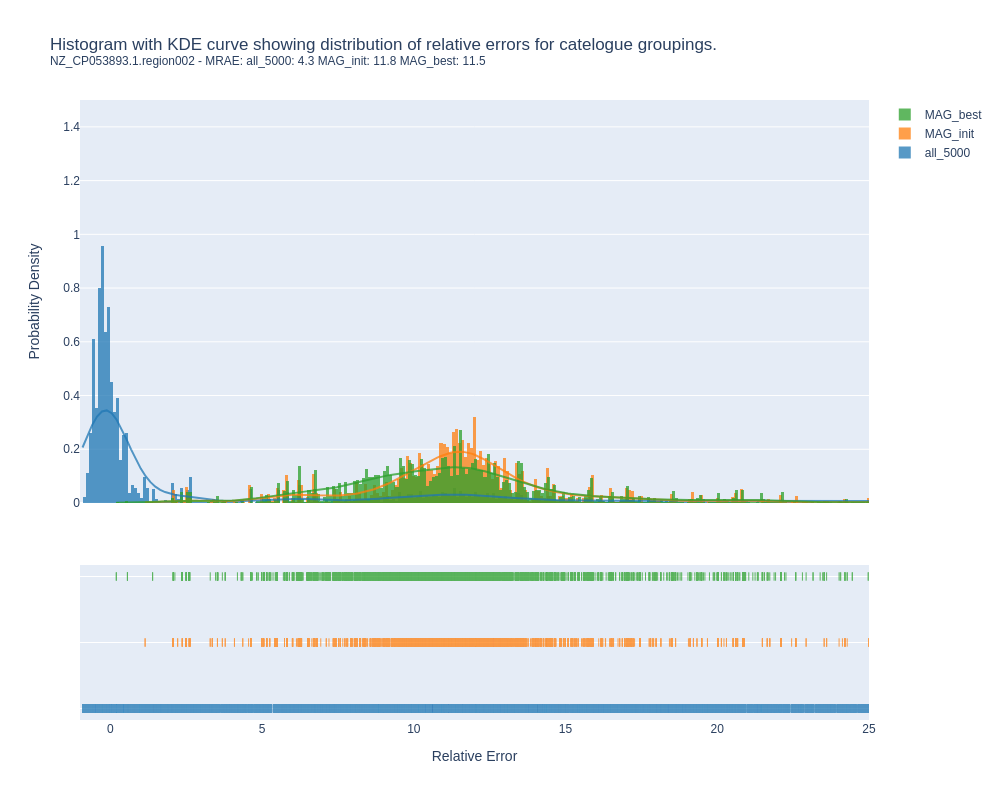 Histogram with KDE curve showing distribution of relative errors for catelogue groupings.
NZ_CP053893.1.region002 - MRAE: all_5000: 4.3 MAG_init: 11.8 MAG_best: 11.5
MAG_best
MAG_init
all_5000
Probability Density
1.4
1.2
1
0.8
0.6
0.4
0.2
0
0 5 10 15 20 25
Relative Error